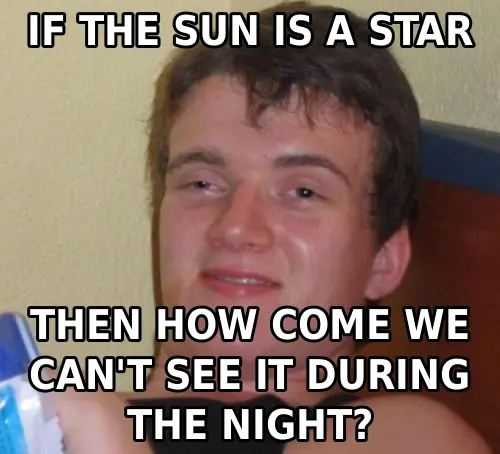 IF THE SUN IS A STAR
THEN HOW COME WE
CAN'T SEE IT DURING
THE NIGHT?